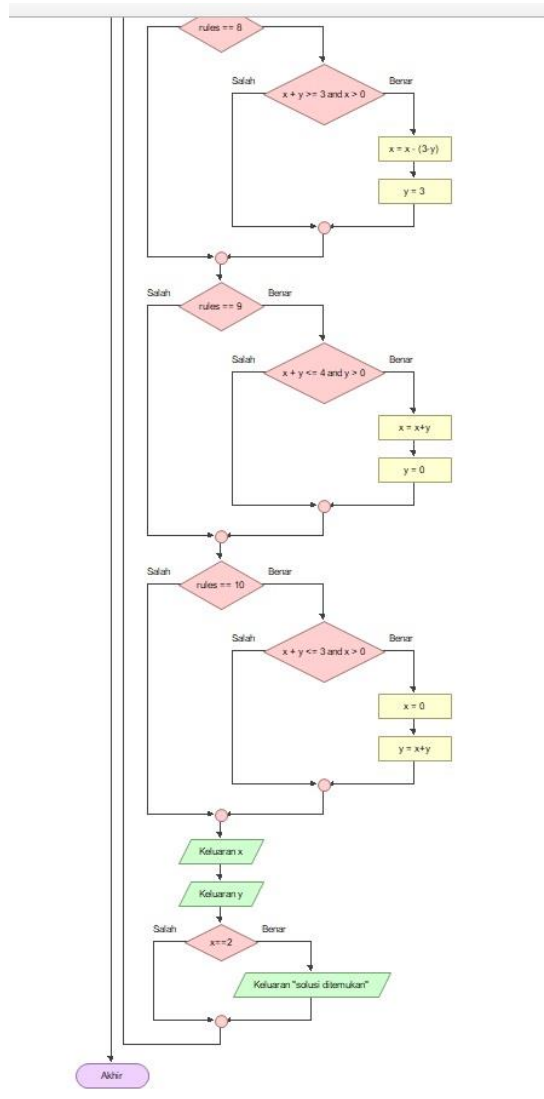 rules == 8
Salah
Benar
x + y >= 3 and x > 0
x = x - (3-y)
y = 3
Salah
Benar
rules == 9
Salah
Benar
x + y <= 4 and y > 0
x = x+y
y = 0
Salah
Benar
rules == 10
Salah
Benar
x + y <= 3 and x > 0
x = 0
y = x+y
Keluaran x
Keluaran y
Salah
Benar
x==2
Keluaran "solusi ditemukan"
Akhir